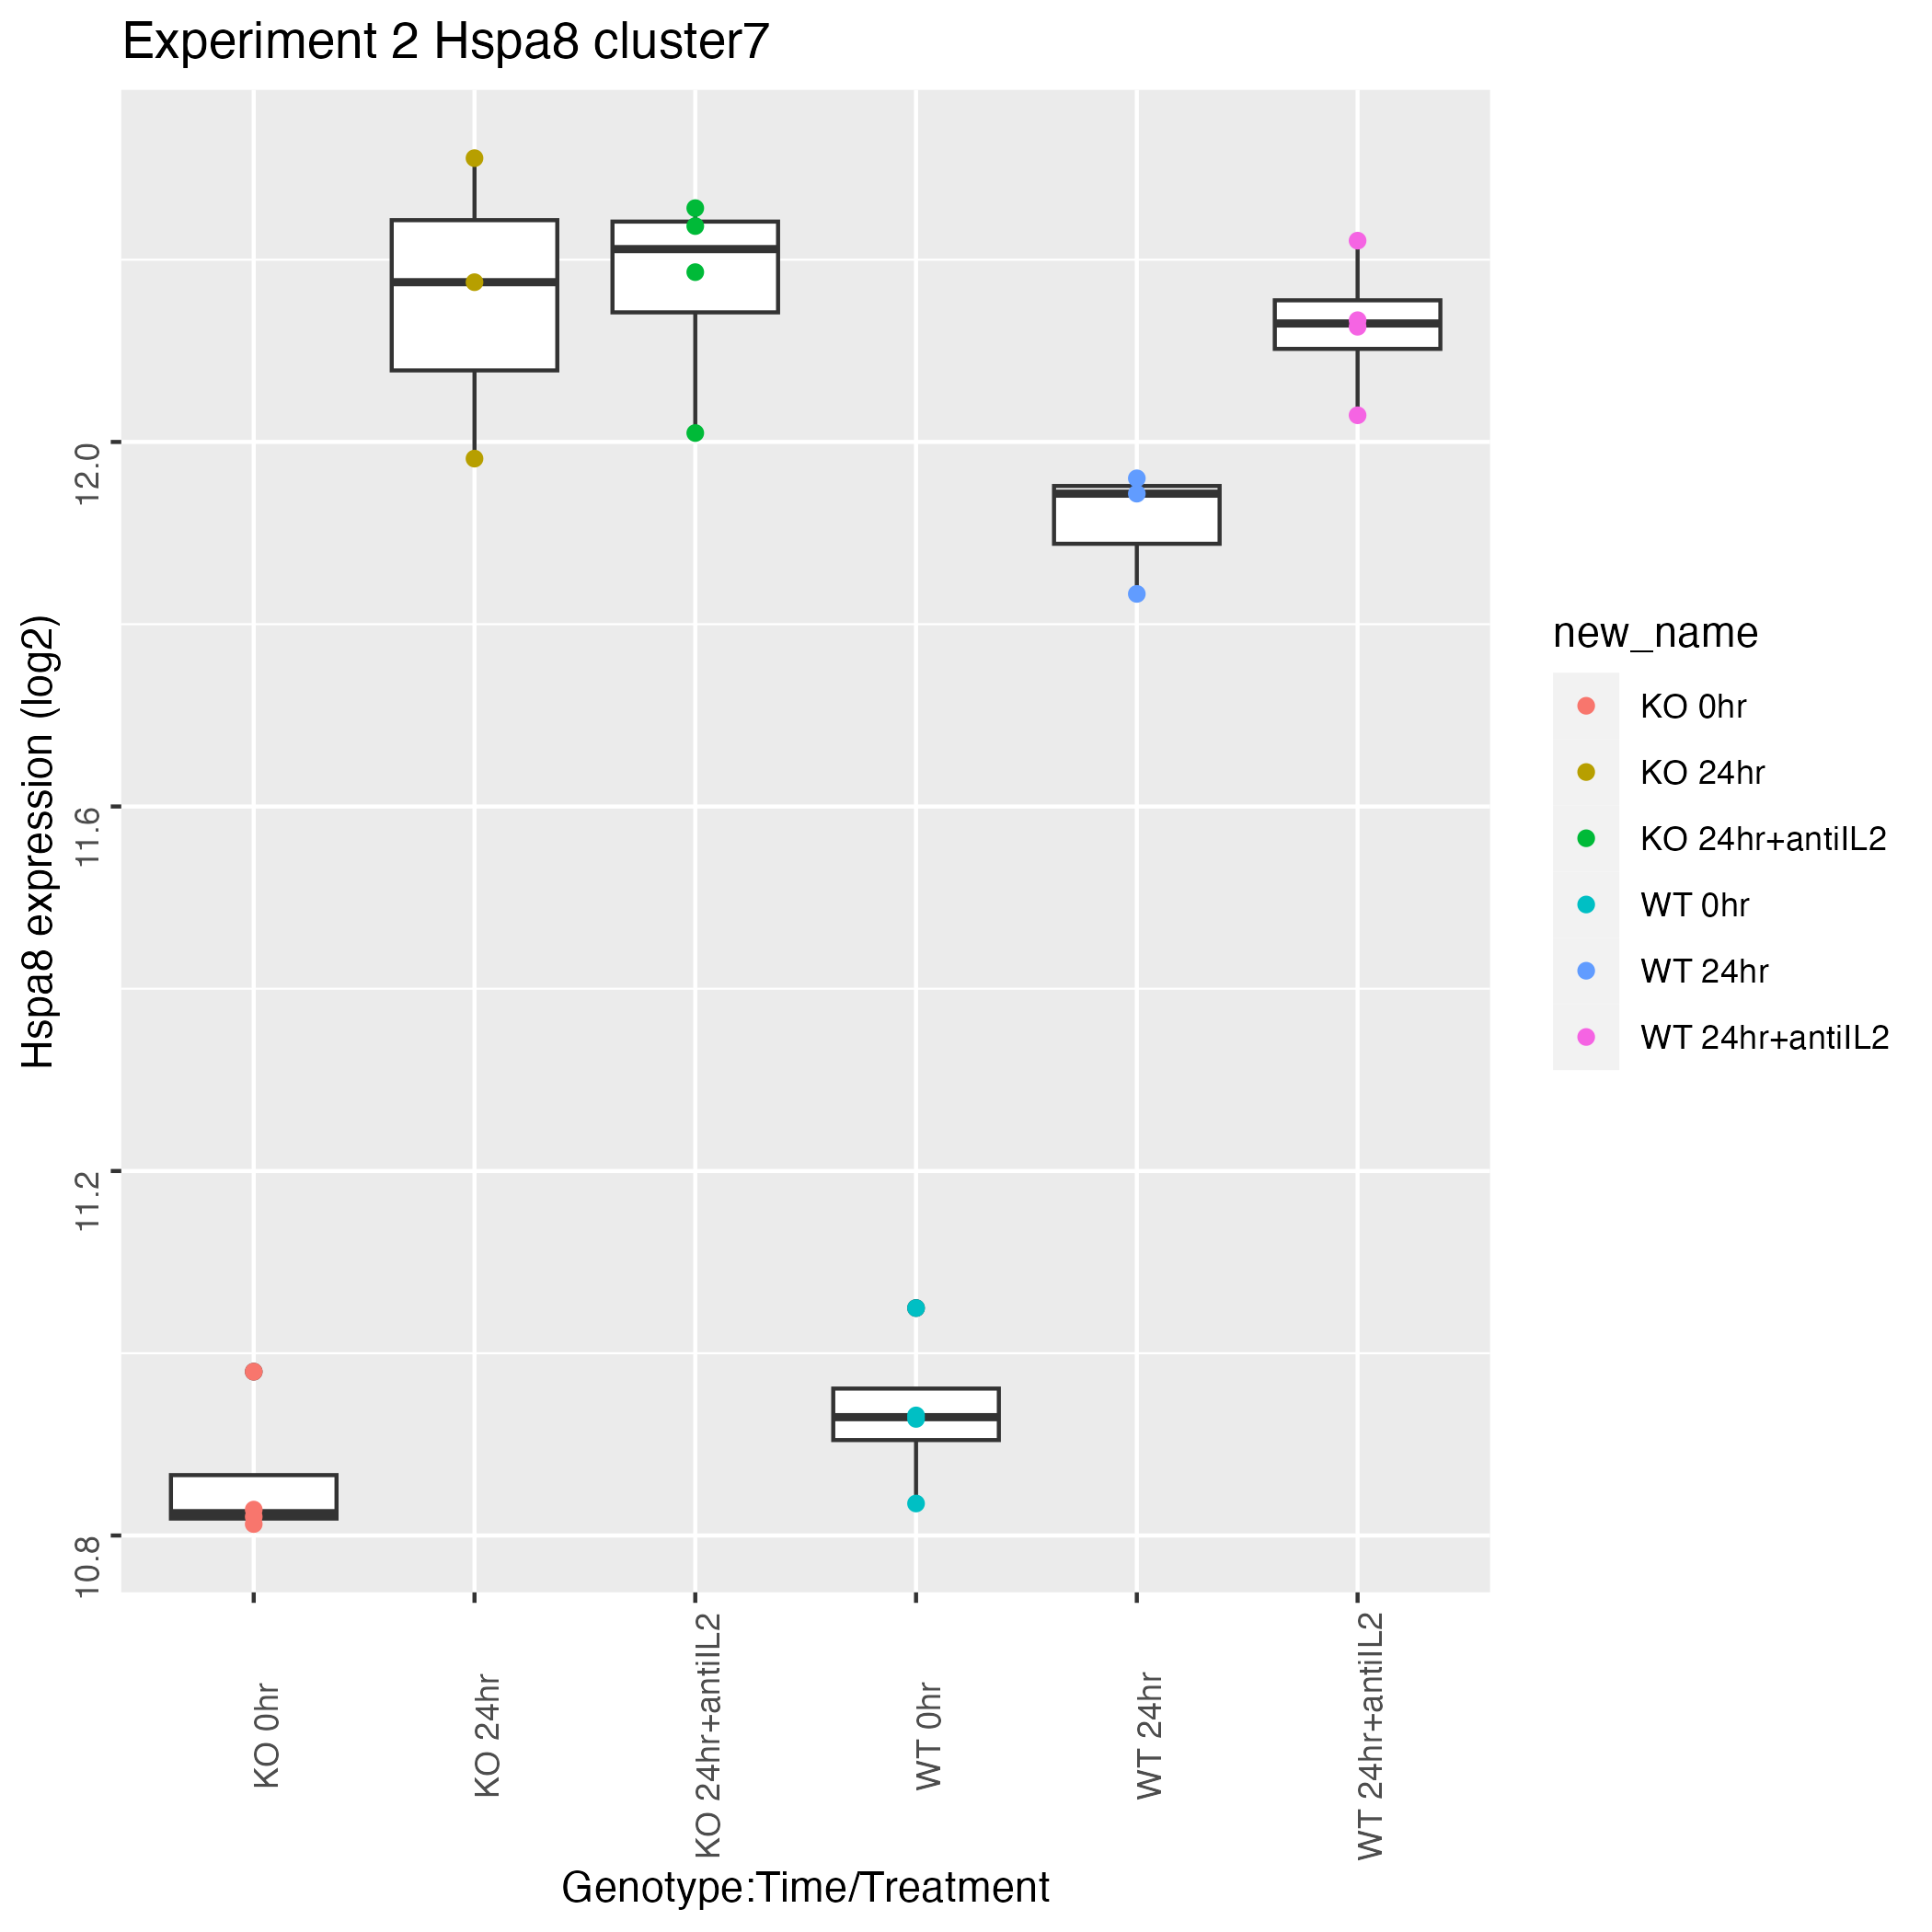 Experiment 2 Hspa8 cluster7
Hspa8 expression (log2)
12.0
11.6
11.2
10.8
KO 0hr
KO 24hr
KO 24hr+antiIL2
WT 0hr
WT 24hr
WT 24hr+antiIL2
Genotype:Time/Treatment
new_name
KO 0hr
KO 24hr
KO 24hr+antiIL2
WT 0hr
WT 24hr
WT 24hr+antiIL2